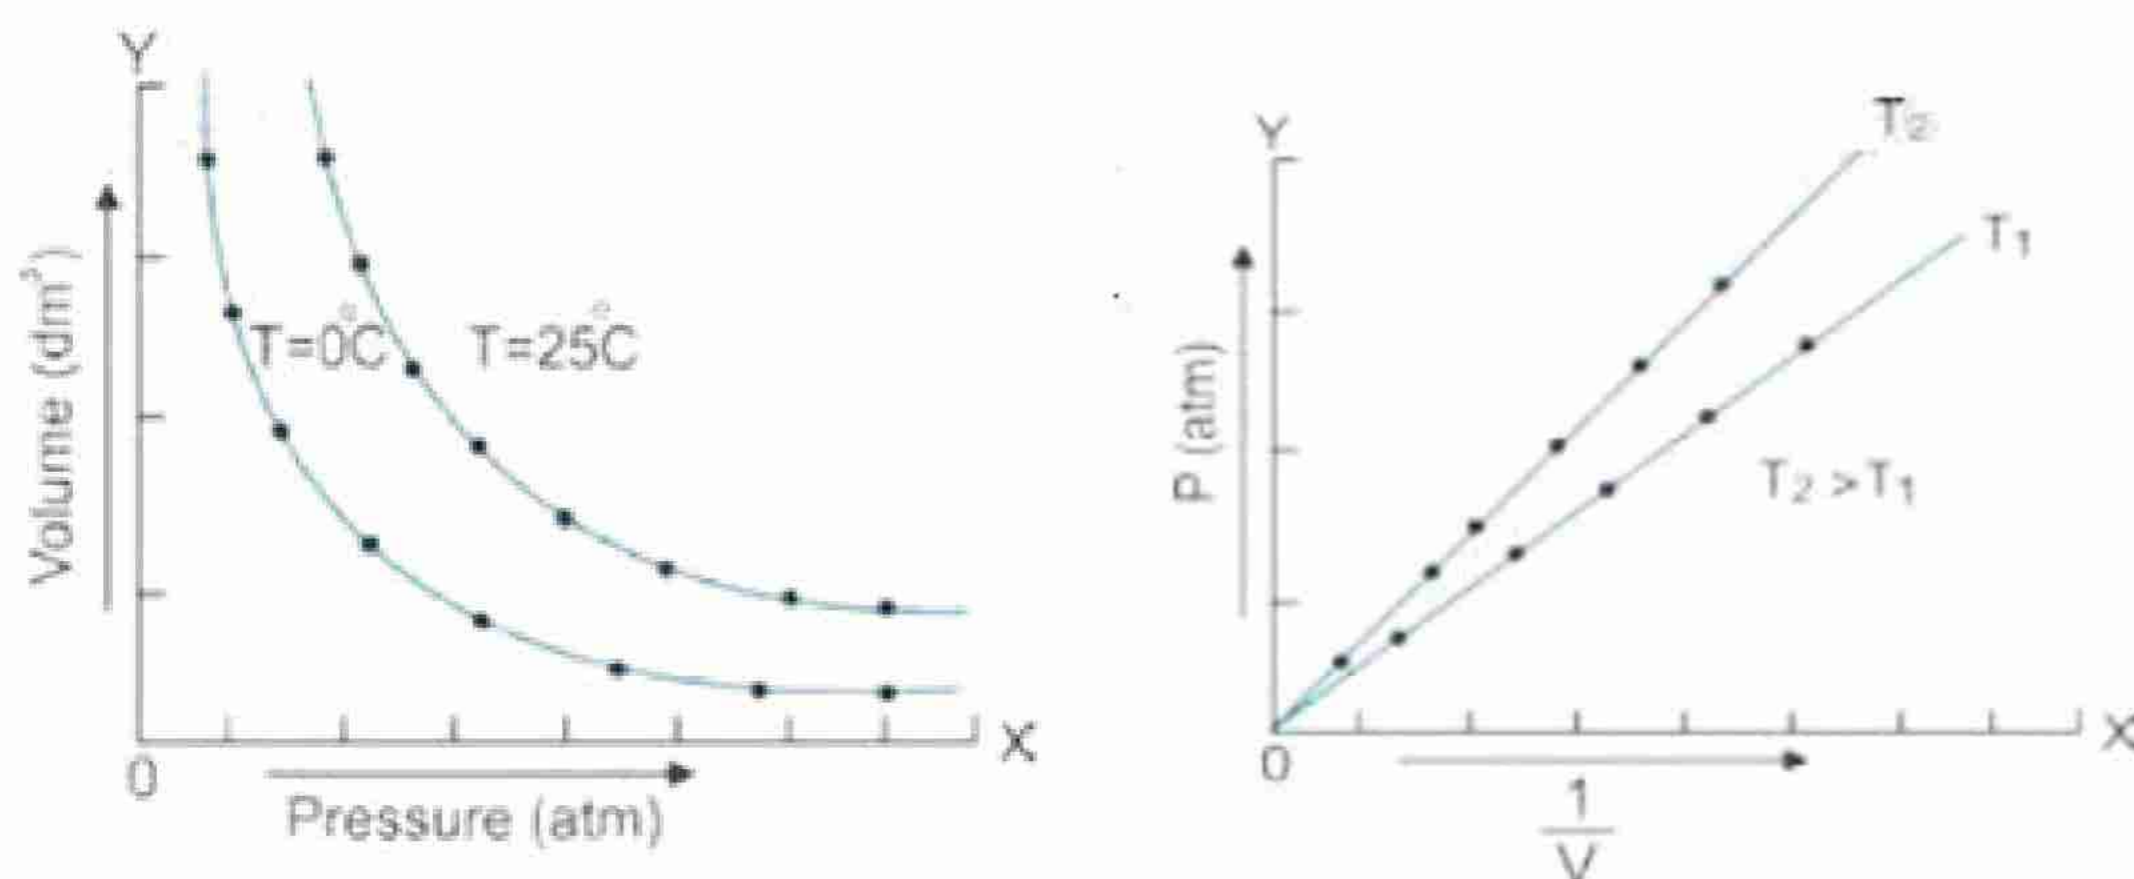 Y
Volume (dm³)
T=0°C
T=25°C
0
X
Pressure (atm)
Y
P (atm)
T₂
T₁
T₂ >T₁
0
X
1
V